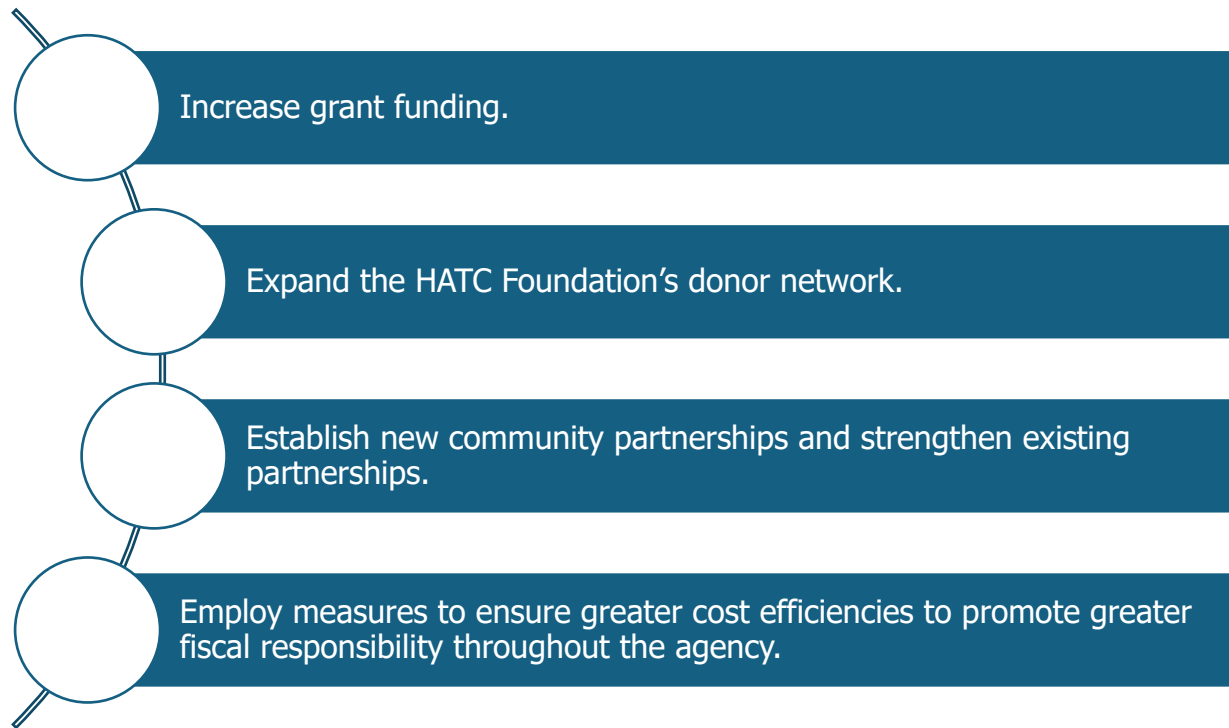 Increase grant funding.
Expand the HATC Foundation’s donor network.
Establish new community partnerships and strengthen existing
partnerships.
Employ measures to ensure greater cost efficiencies to promote greater
fiscal responsibility throughout the agency.